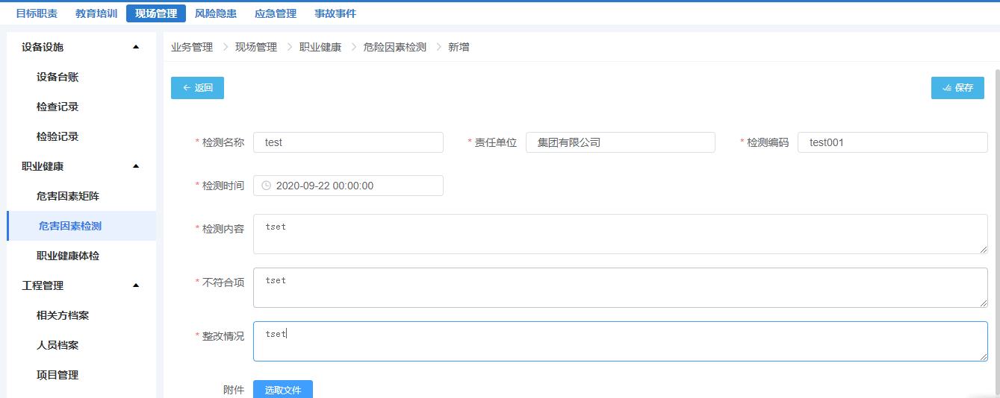 目标职责 教育培训 现场管理 风险隐患 应急管理 事故事件
设备设施
设备台账
检查记录
检验记录
职业健康
危害因素矩阵
危害因素检测
职业健康体检
工程管理
相关方档案
人员档案
项目管理
业务管理 现场管理 职业健康 危险因素检测 新增
返回 保存
* 检测名称 test * 责任单位 集团有限公司 * 检测编码 test001
* 检测时间 2020-09-22 00:00:00
* 检测内容 tset
* 不符合项 tset
* 整改情况 tset
附件 选取文件